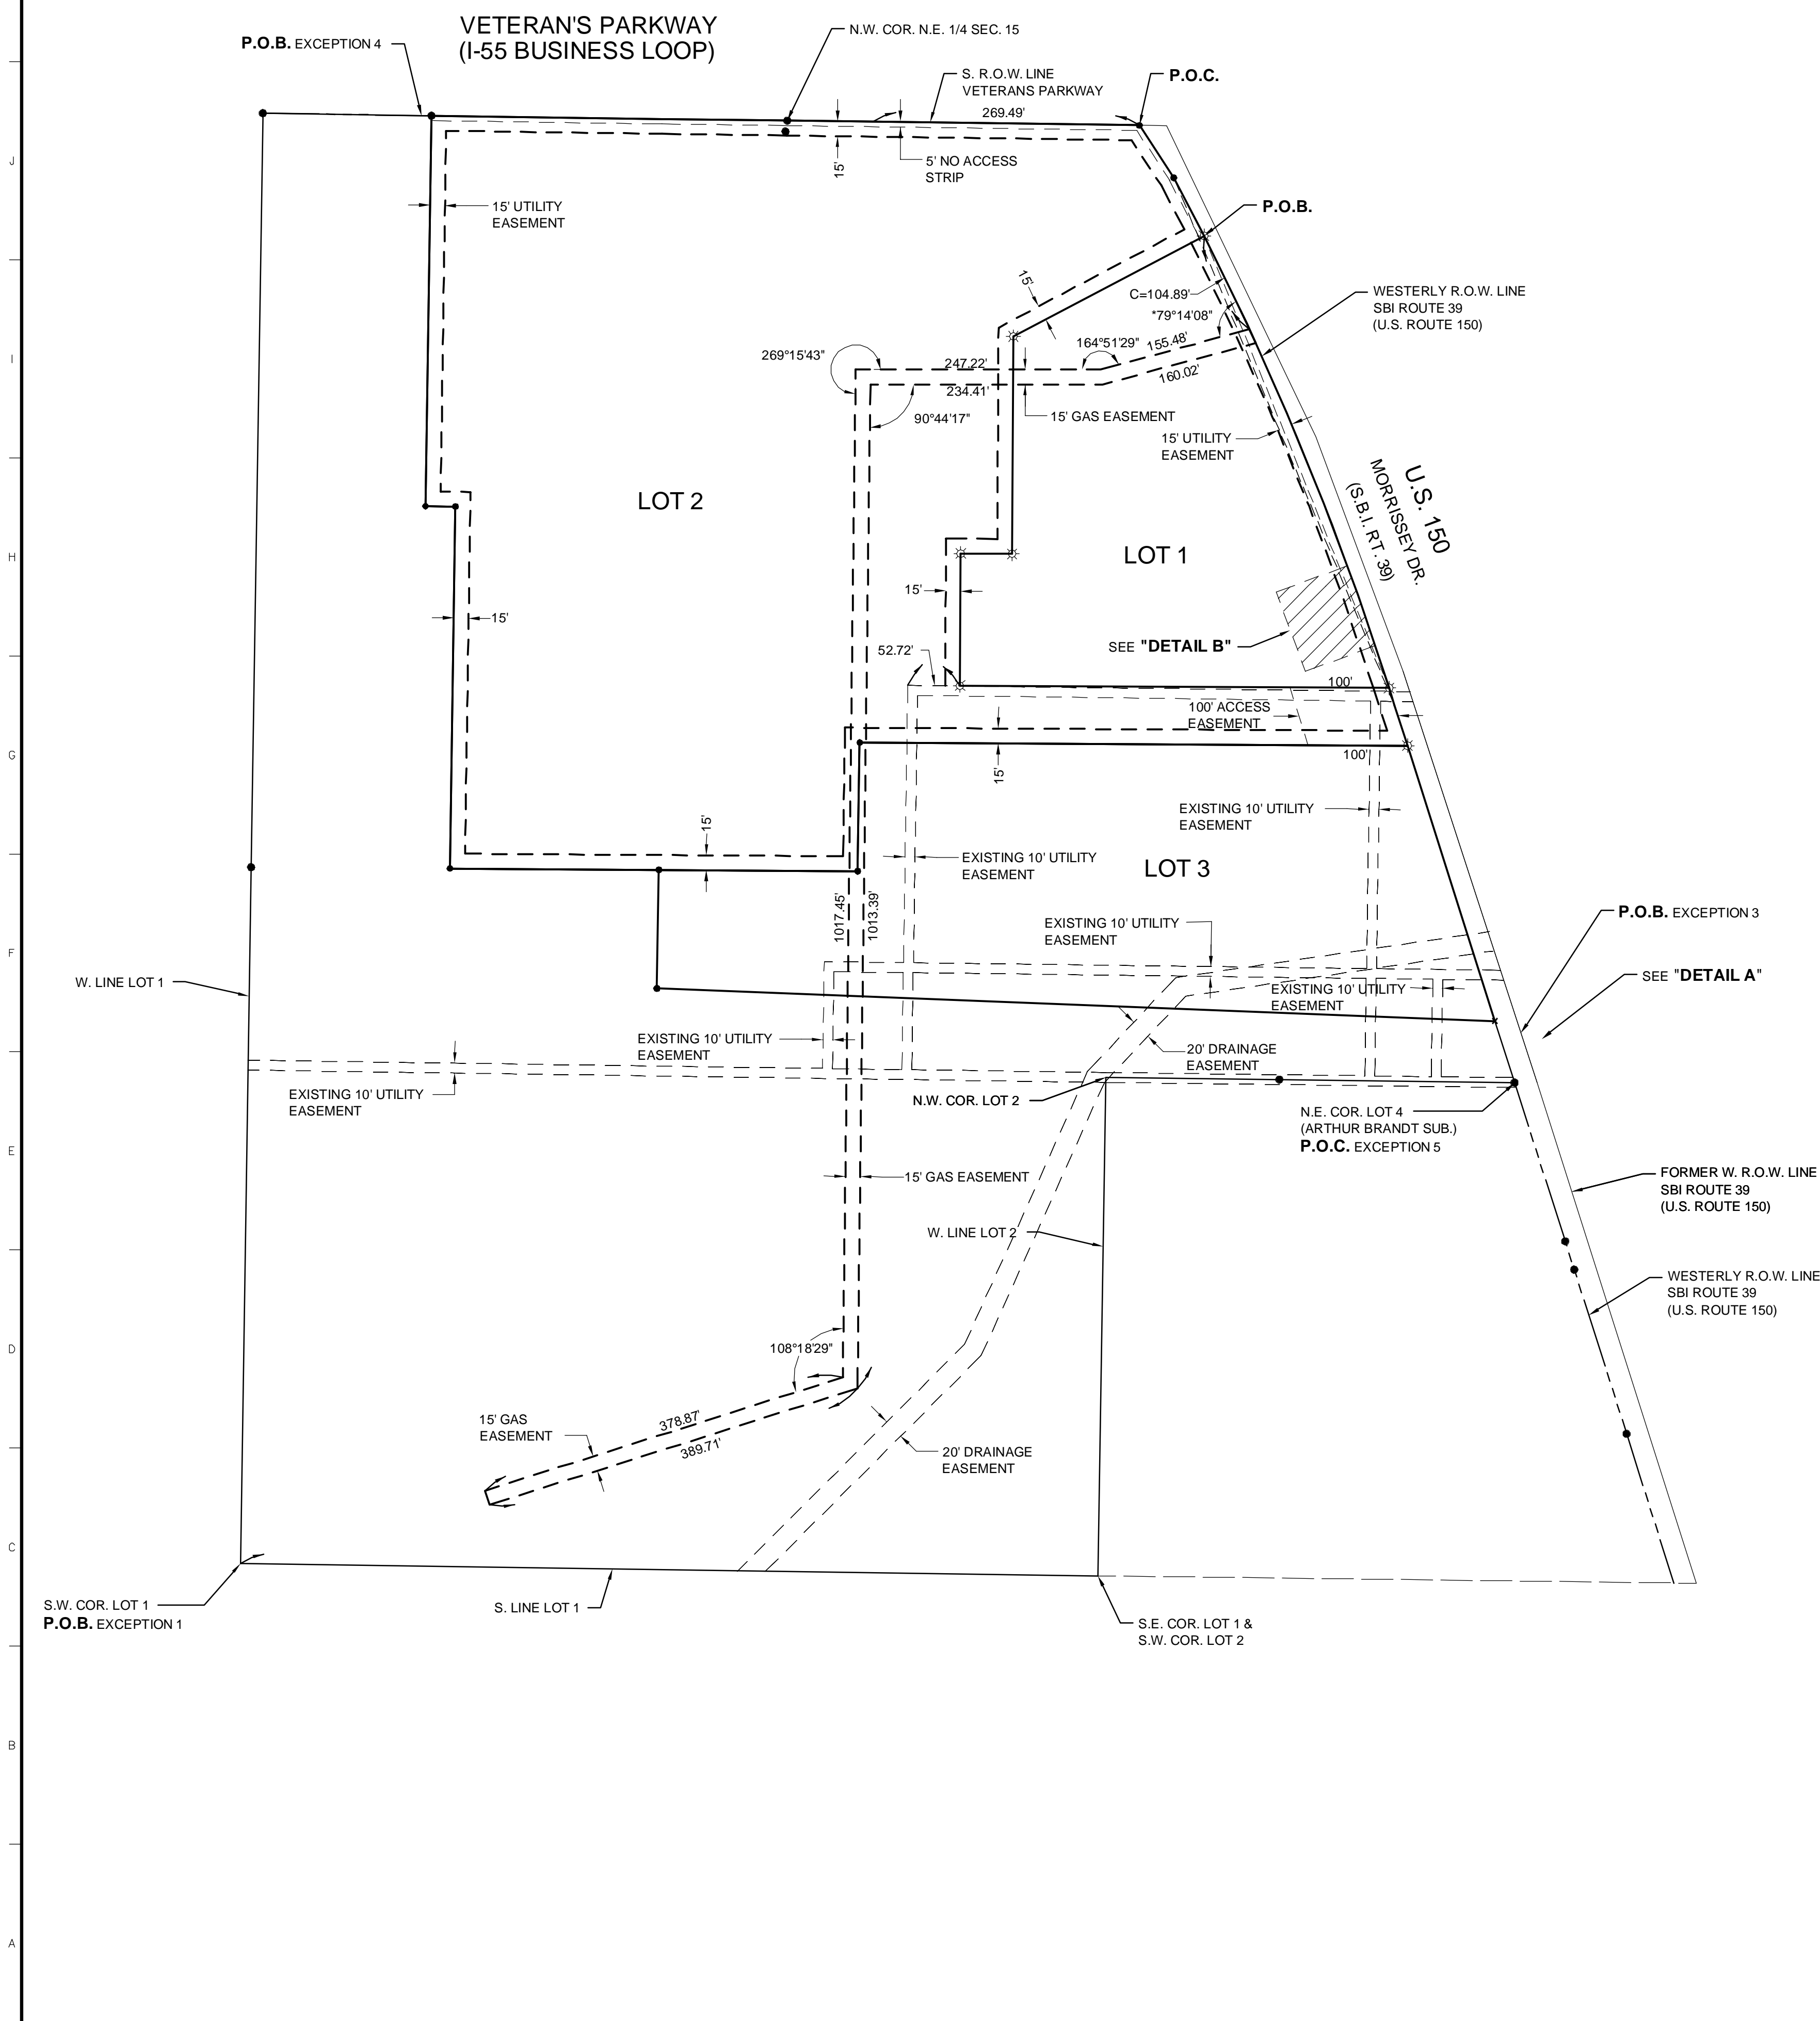 VETERAN'S PARKWAY
(I-55 BUSINESS LOOP)
P.O.B. EXCEPTION 4
N.W. COR. N.E. 1/4 SEC. 15
S. R.O.W. LINE
VETERANS PARKWAY
P.O.C.
269.49'
J
15'
5' NO ACCESS
STRIP
15' UTILITY
EASEMENT
P.O.B.
15'
C=104.89'
*79°14'08"
WESTERLY R.O.W. LINE
SBI ROUTE 39
(U.S. ROUTE 150)
I
269°15'43"
247.22'
164°51'29"
155.48'
234.41'
160.02'
90°44'17"
15' GAS EASEMENT
15' UTILITY
EASEMENT
U.S. 150
MORRISSEY DR.
(S.B.I. RT. 39)
LOT 2
H
LOT 1
15'
15'
SEE "DETAIL B"
52.72'
100'
100' ACCESS
EASEMENT
G
100'
15'
EXISTING 10' UTILITY
EASEMENT
15'
EXISTING 10' UTILITY
EASEMENT
LOT 3
1017.45'
1013.39'
P.O.B. EXCEPTION 3
EXISTING 10' UTILITY
EASEMENT
F
W. LINE LOT 1
SEE "DETAIL A"
EXISTING 10' UTILITY
EASEMENT
EXISTING 10' UTILITY
EASEMENT
20' DRAINAGE
EASEMENT
EXISTING 10' UTILITY
EASEMENT
N.W. COR. LOT 2
N.E. COR. LOT 4
(ARTHUR BRANDT SUB.)
P.O.C. EXCEPTION 5
E
15' GAS EASEMENT
FORMER W. R.O.W. LINE
SBI ROUTE 39
(U.S. ROUTE 150)
W. LINE LOT 2
WESTERLY R.O.W. LINE
SBI ROUTE 39
(U.S. ROUTE 150)
D
108°18'29"
378.87'
15' GAS
EASEMENT
389.71'
20' DRAINAGE
EASEMENT
C
S.W. COR. LOT 1
P.O.B. EXCEPTION 1
S. LINE LOT 1
S.E. COR. LOT 1 &
S.W. COR. LOT 2
B
A